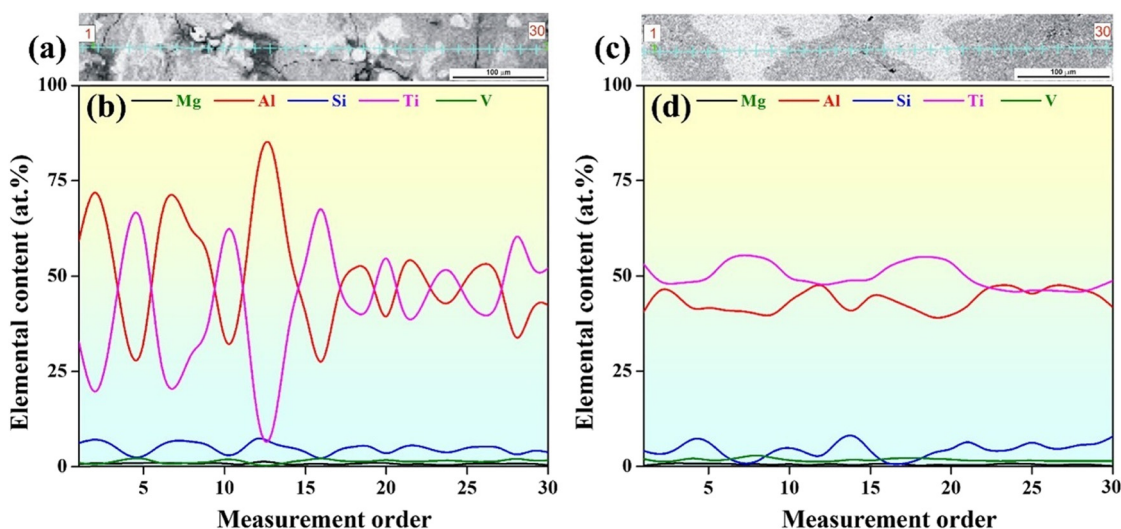 (a)
1
30
100 μm
(c)
1
30
100 μm
(b)
Mg Al Si Ti V
100
75
50
25
0
Elemental content (at.%)
5 10 15 20 25 30
Measurement order
(d)
Mg Al Si Ti V
100
75
50
25
0
Elemental content (at.%)
5 10 15 20 25 30
Measurement order